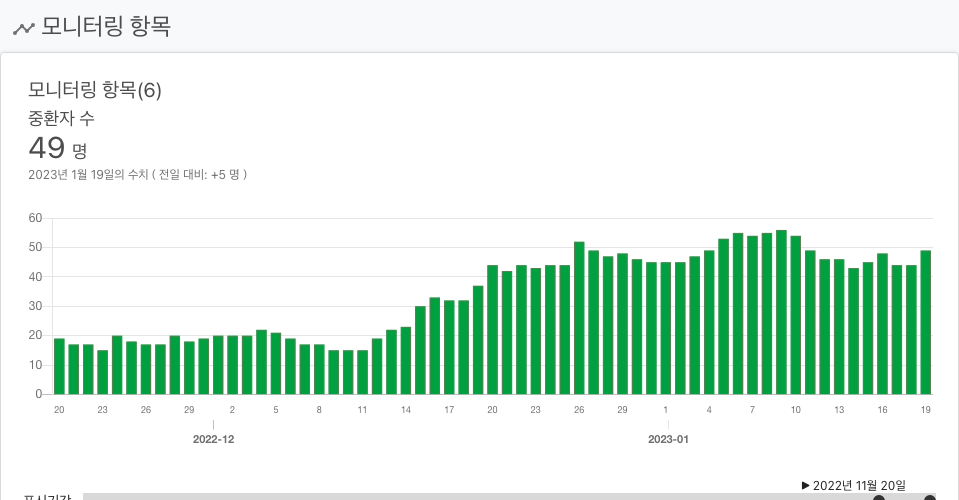 모니터링 항목
모니터링 항목(6)
중환자 수
49 명
2023년 1월 19일의 수치 ( 전일 대비: +5 명 )
60
50
40
30
20
10
0
20 23 26 29 2 5 8 11 14 17 20 23 26 29 1 4 7 10 13 16 19
2022-12 2023-01
▶ 2022년 11월 20일
표시기간